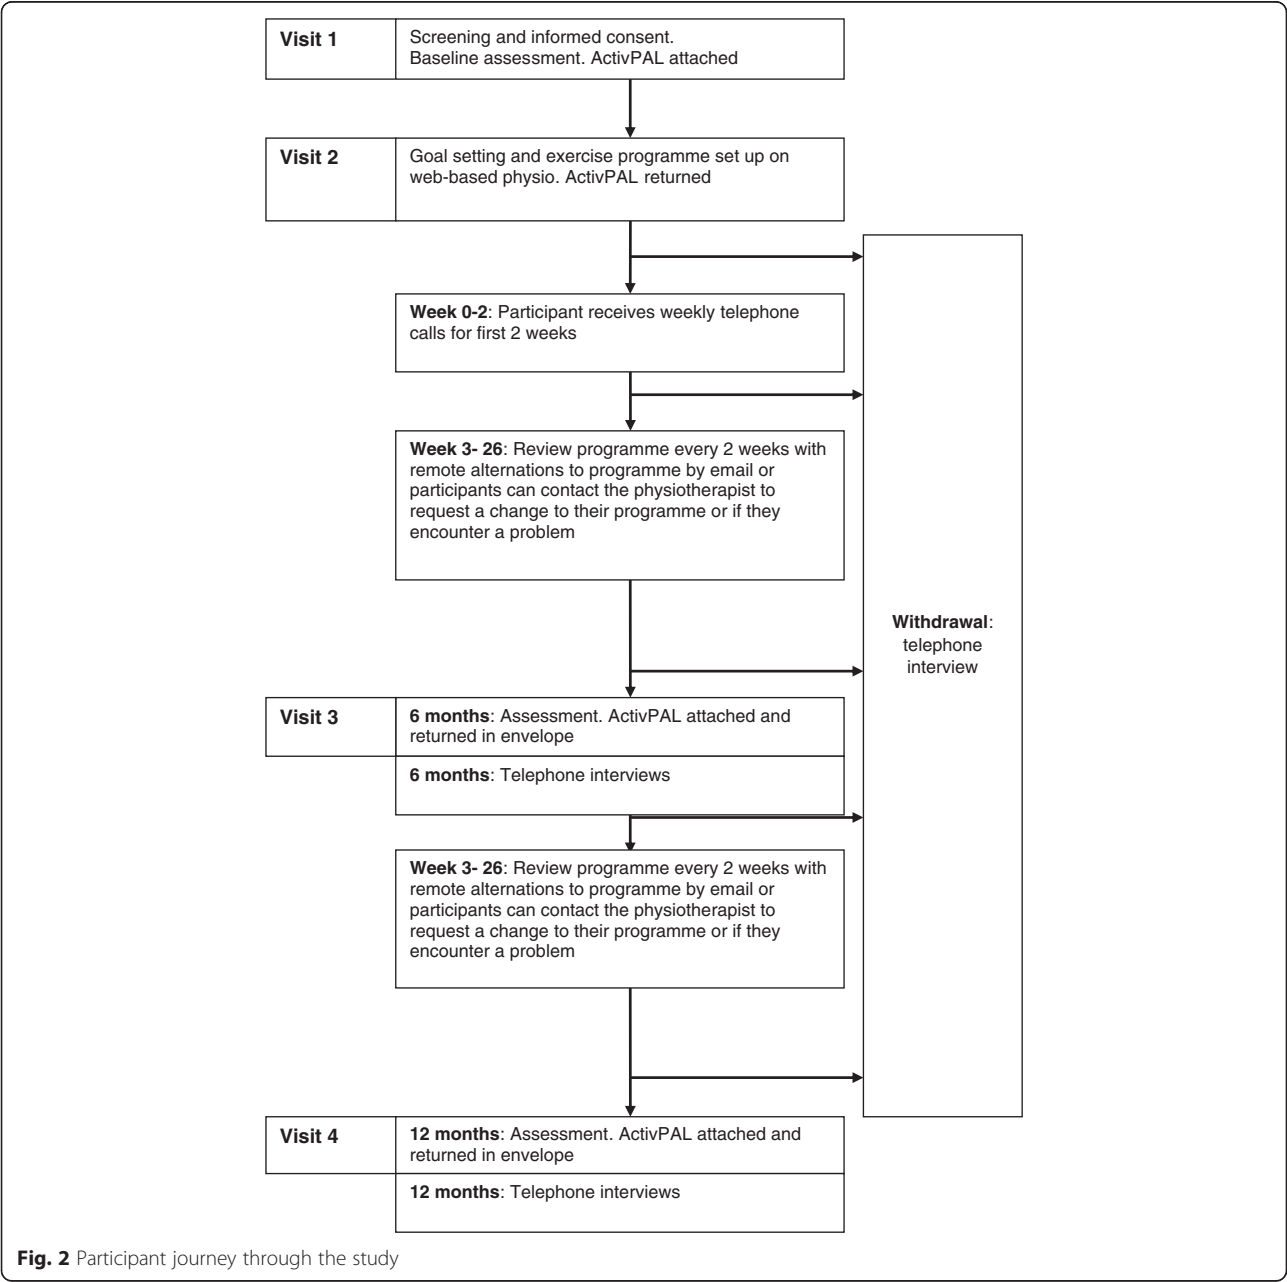 Visit 1
Screening and informed consent.
Baseline assessment. ActivPAL attached
Visit 2
Goal setting and exercise programme set up on
web-based physio. ActivPAL returned
Week 0-2: Participant receives weekly telephone
calls for first 2 weeks
Week 3- 26: Review programme every 2 weeks with
remote alternations to programme by email or
participants can contact the physiotherapist to
request a change to their programme or if they
encounter a problem
Withdrawal:
telephone
interview
Visit 3
6 months: Assessment. ActivPAL attached and
returned in envelope
6 months: Telephone interviews
Week 3- 26: Review programme every 2 weeks with
remote alternations to programme by email or
participants can contact the physiotherapist to
request a change to their programme or if they
encounter a problem
Visit 4
12 months: Assessment. ActivPAL attached and
returned in envelope
12 months: Telephone interviews
Fig. 2 Participant journey through the study